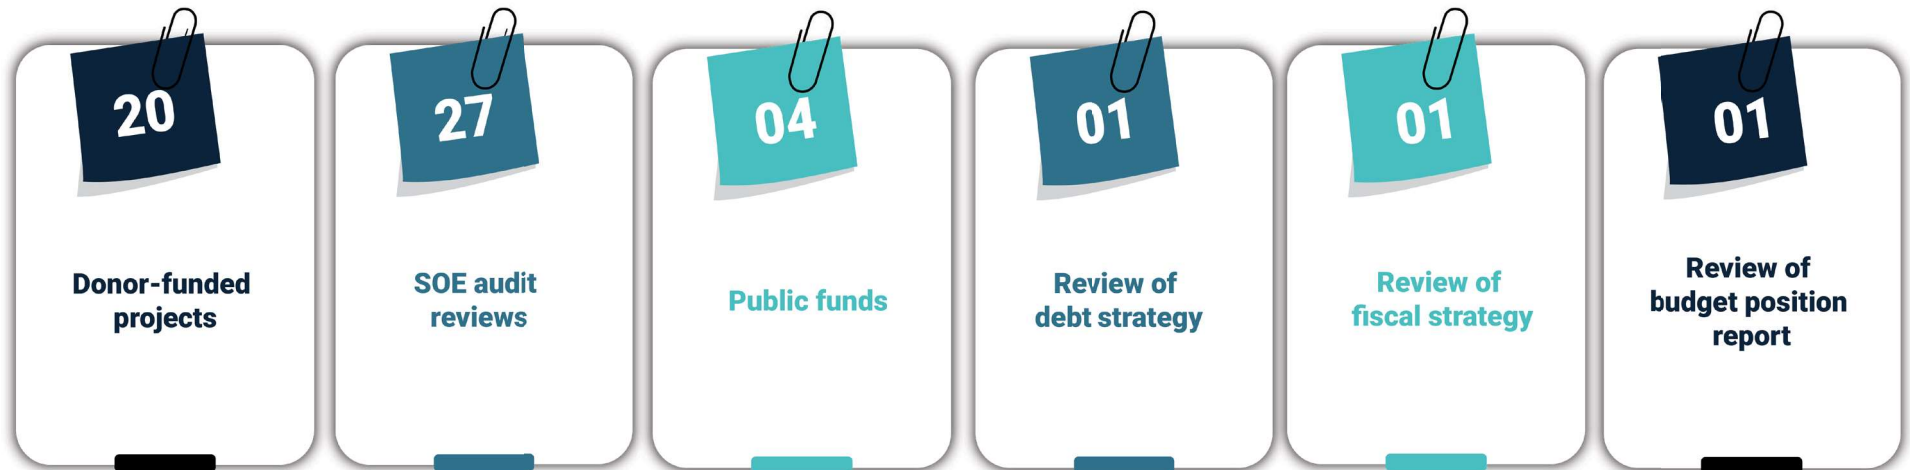 20
Donor-funded
projects
27
SOE audit
reviews
04
Public funds
01
Review of
debt strategy
01
Review of
fiscal strategy
01
Review of
budget position
report